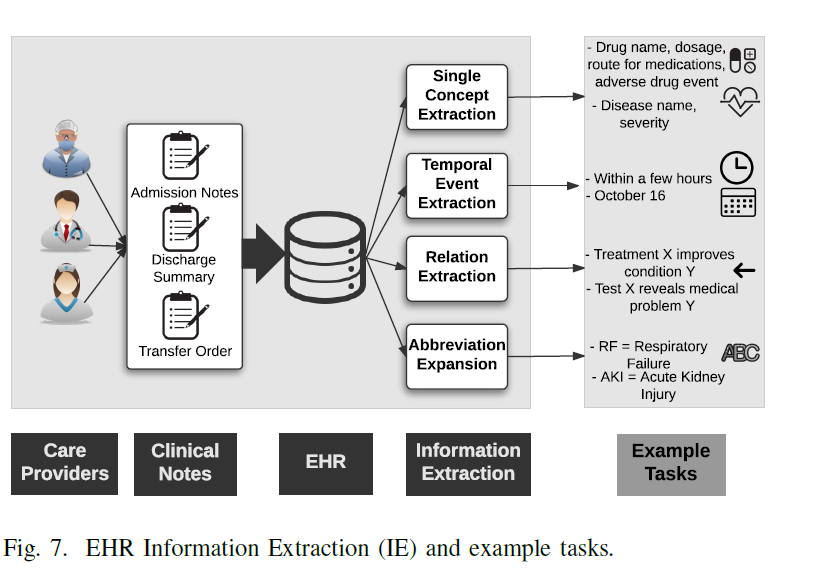 Admission Notes
Discharge
Summary
Transfer Order
Single
Concept
Extraction
Temporal
Event
Extraction
Relation
Extraction
Abbreviation
Expansion
- Drug name, dosage,
route for medications,
adverse drug event
- Disease name,
severity
- Within a few hours
- October 16
- Treatment X improves
condition Y
- Test X reveals medical
problem Y
- RF = Respiratory
Failure
- AKI = Acute Kidney
Injury
ABC
Care
Providers
Clinical
Notes
EHR
Information
Extraction
Example
Tasks
Fig. 7. EHR Information Extraction (IE) and example tasks.